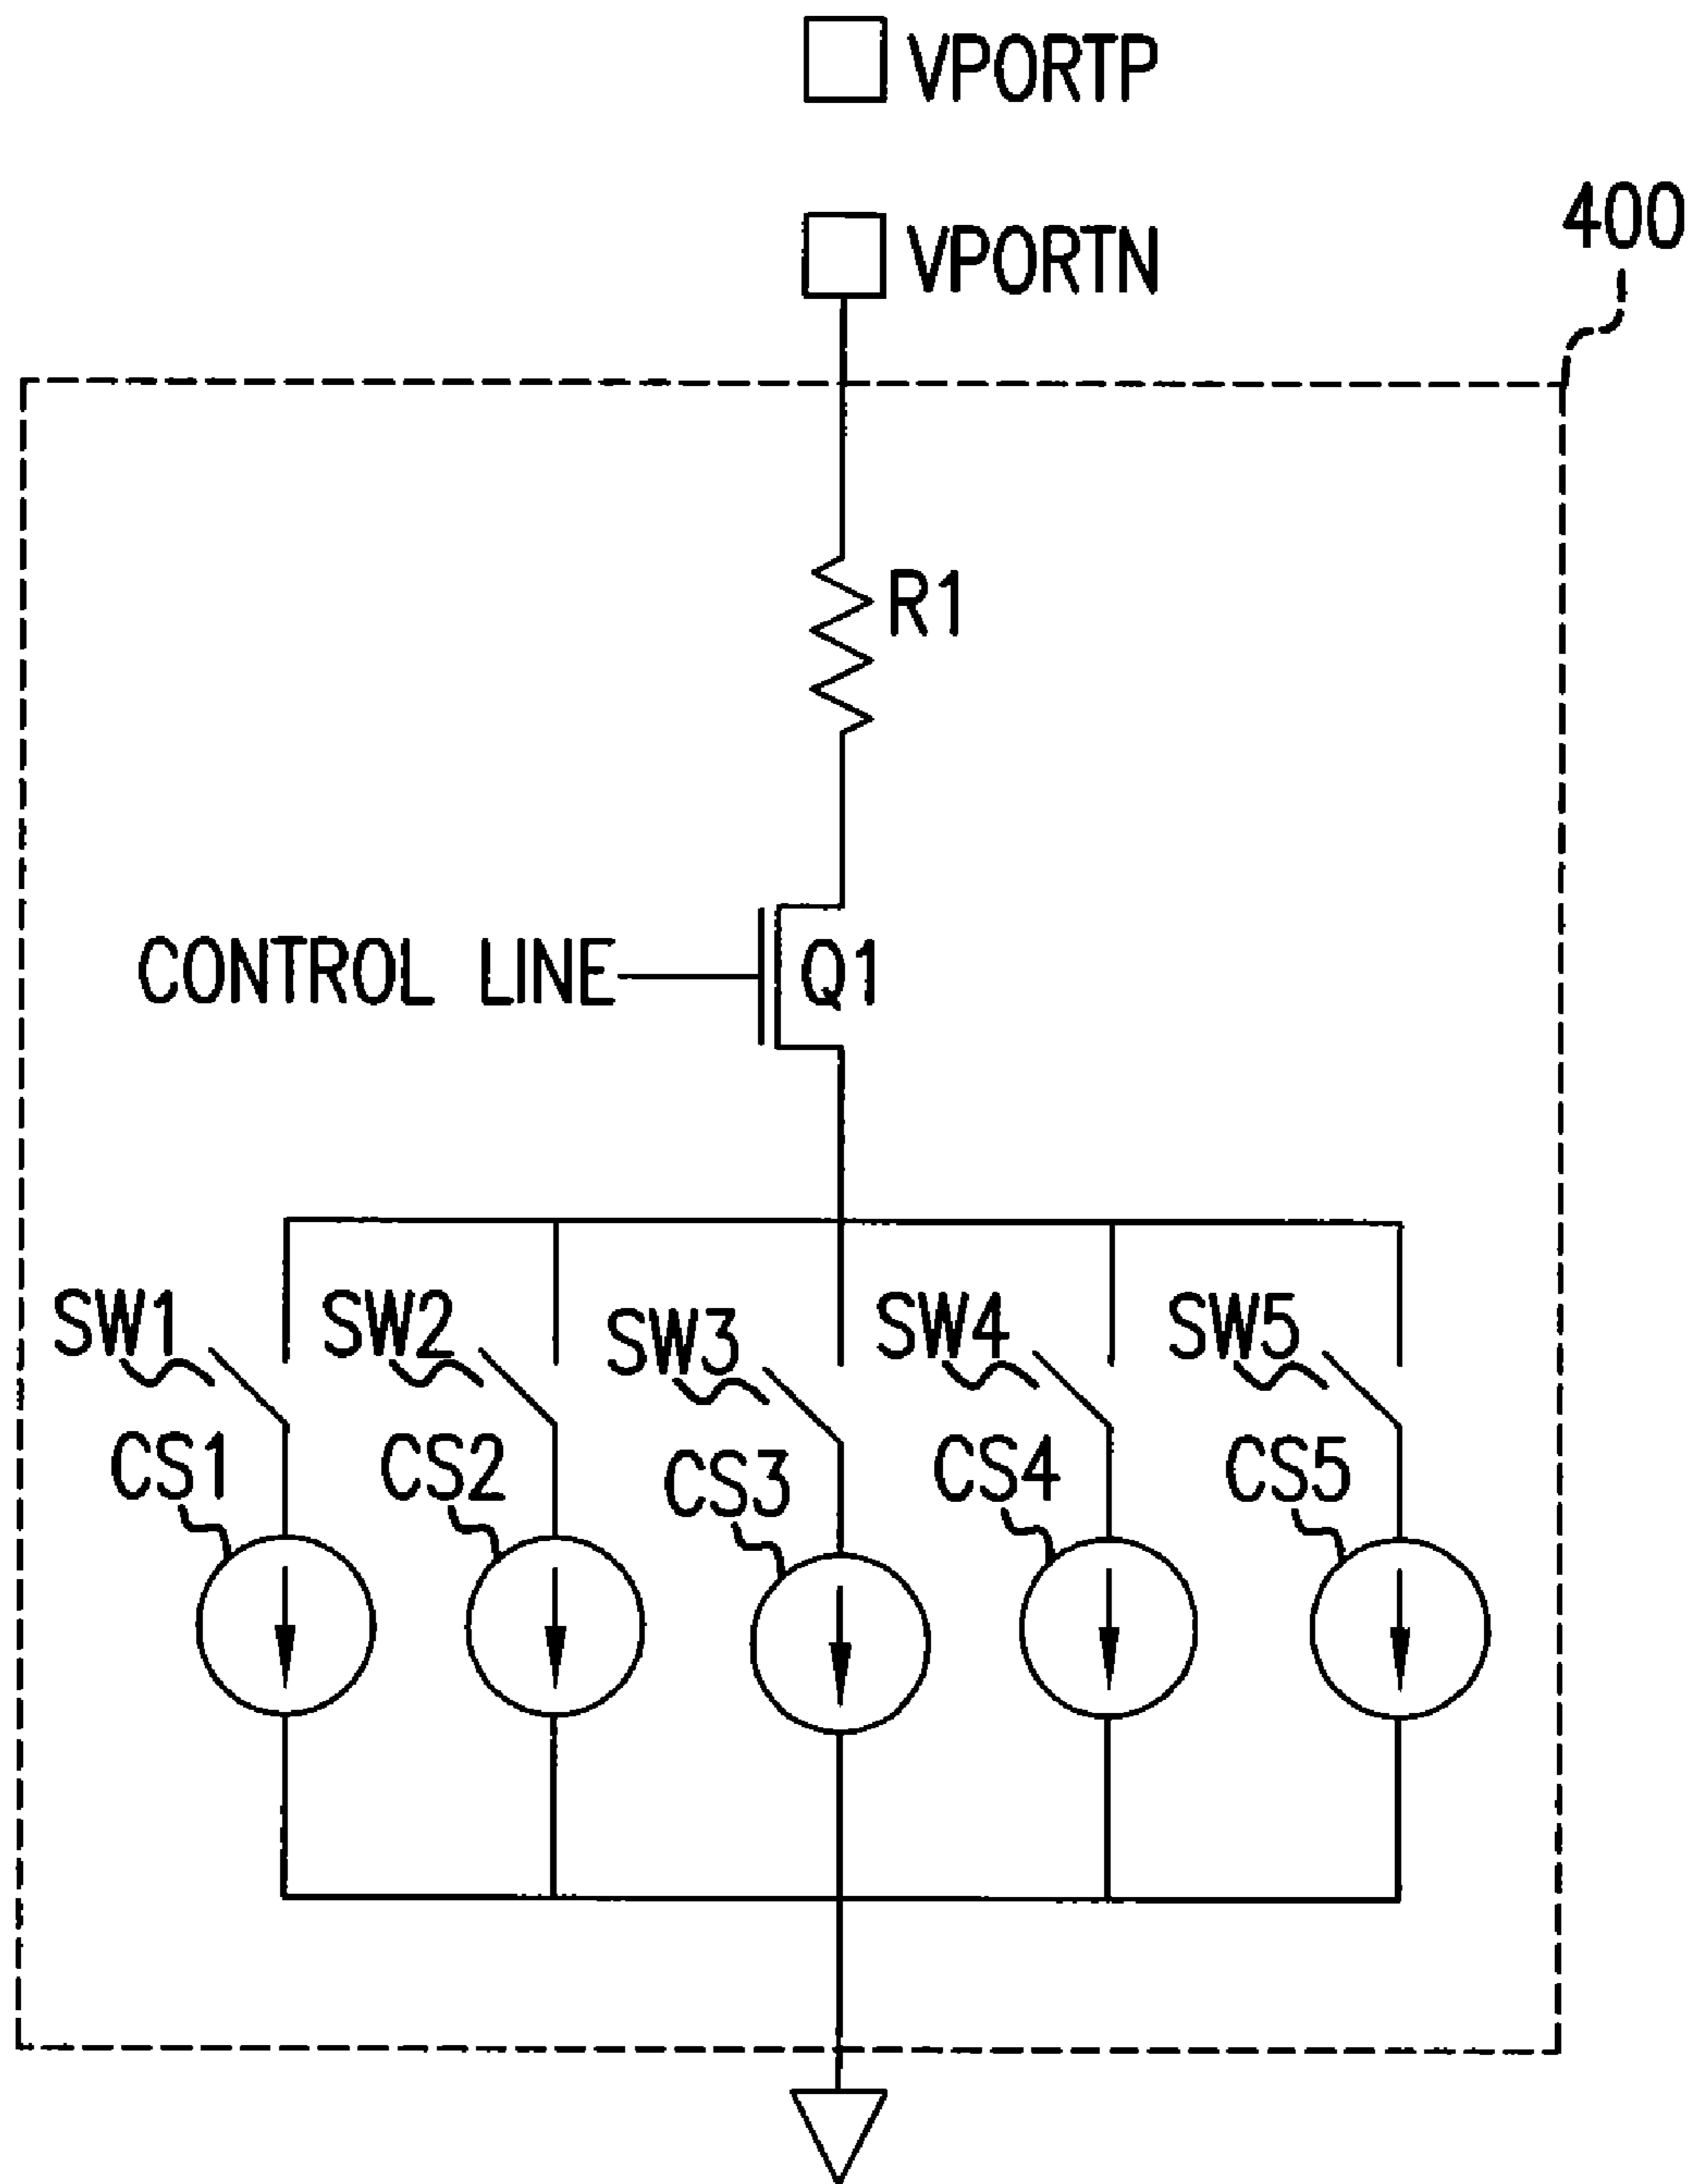 VPORTP
VPORTN
400
R1
CONTROL LINE
Q1
SW1
SW2
SW3
SW4
SW5
CS1
CS2
CS3
CS4
CS5